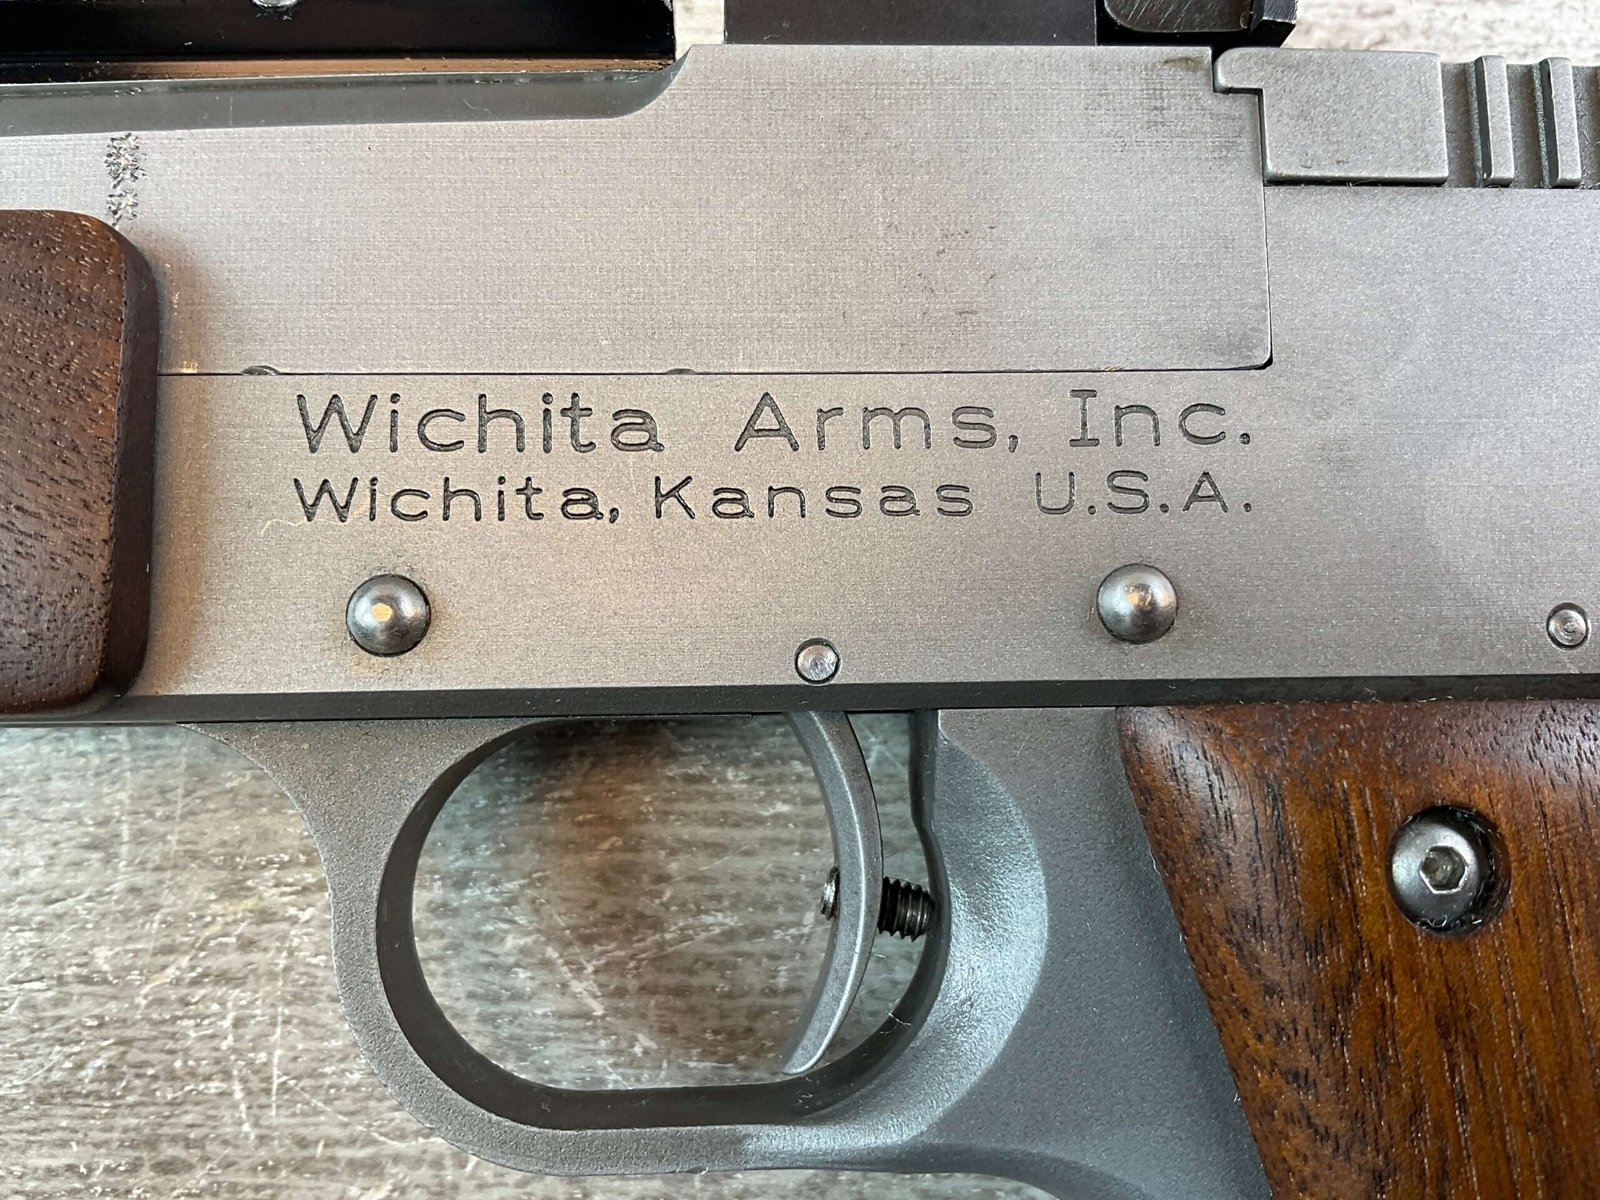 Wichita Arms, Inc.
Wichita, Kansas U.S.A.